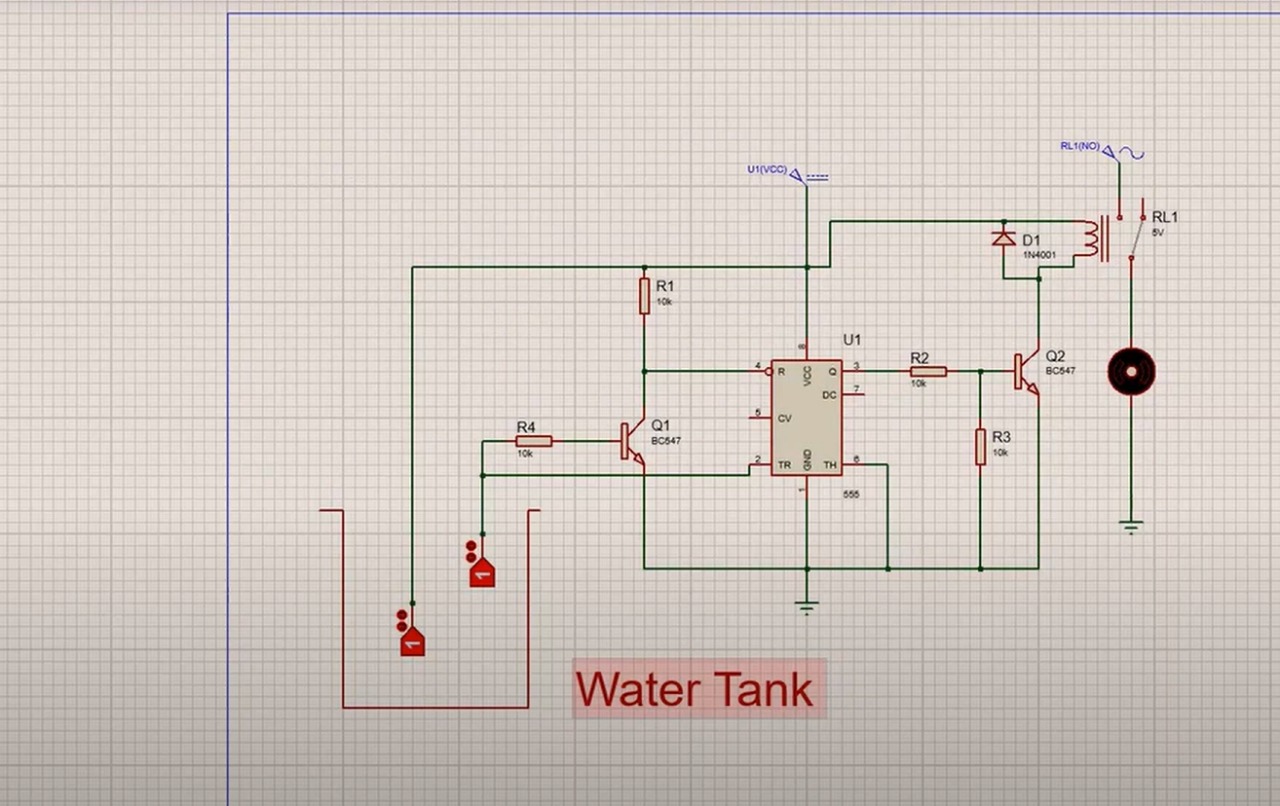 RL1(NO)
U1(VCC)
RL1
5V
D1
1N4001
R1
10k
U1
8
VCC
4
R
Q
3
R2
10k
Q2
BC547
DC
7
5
CV
R4
10k
Q1
BC547
R3
10k
2
TR
GND
TH
6
1
555
1
1
Water Tank